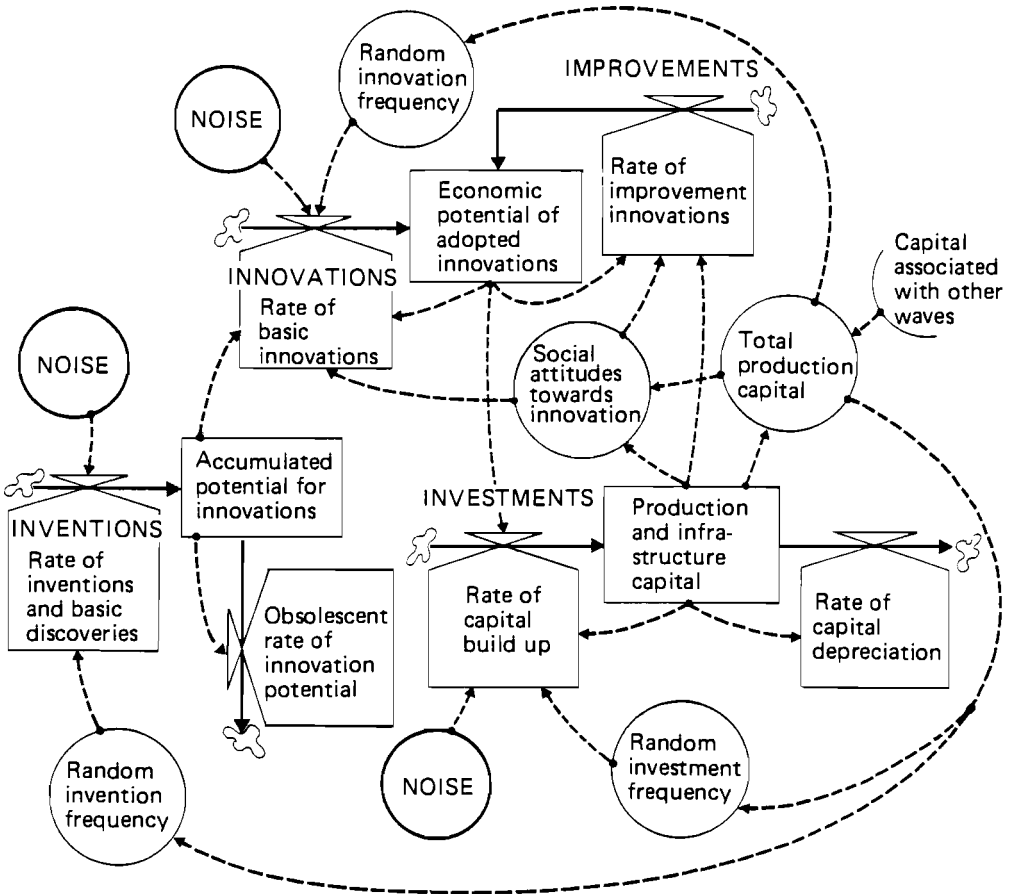 Random
innovation
frequency
IMPROVEMENTS
NOISE
Economic
potential of
adopted
innovations
Rate of
improvement
innovations
Capital
associated
with other
waves
INNOVATIONS
Rate of
basic
innovations
NOISE
Social
attitudes
towards
innovation
Total
production
capital
Accumulated
potential for
innovations
INVESTMENTS
Production
and infra-
structure
capital
INVENTIONS
Rate of
inventions
and basic
discoveries
Obsolescent
rate of
innovation
potential
Rate of
capital
build up
Rate of
capital
depreciation
Random
invention
frequency
NOISE
Random
investment
frequency